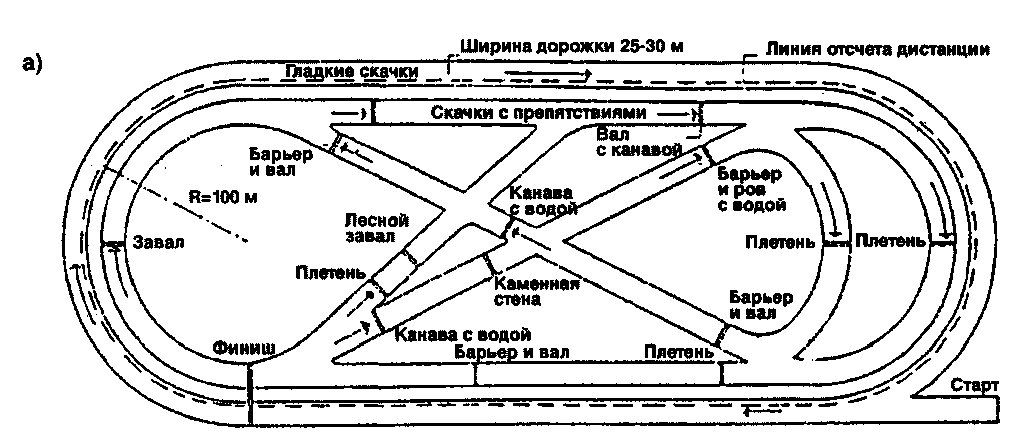 а)
Ширина дорожки 25-30 м
Линия отсчета дистанции
Гладкие скачки
Скачки с препятствиями
Вал
с канавой
Барьер
и вал
Барьер
и ров
с водой
R=100 м
Канава
с водой
Лесной
завал
Завал
Плетень
Плетень
Плетень
Каменная
стена
Барьер
и вал
Канава с водой
Финиш
Барьер и вал
Плетень
Старт